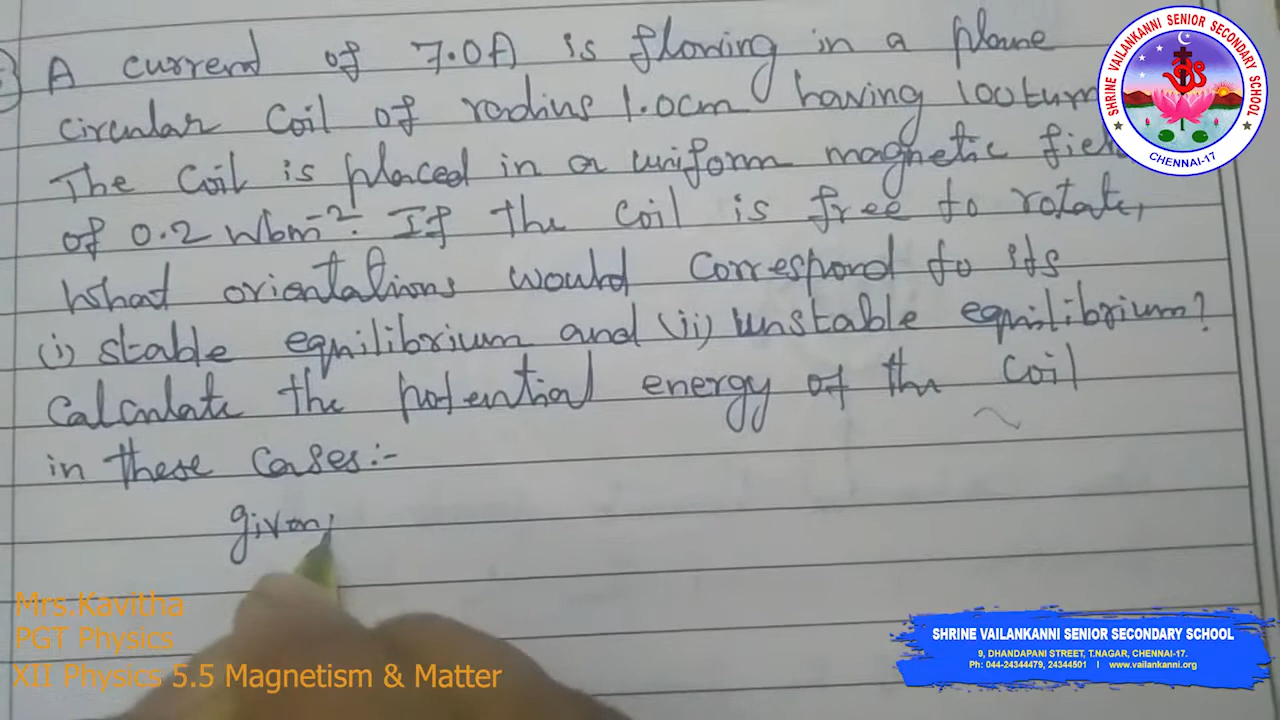 A current of 7.0A is flowing in a plane
circular coil of radius 1.0cm having 100turn
The coil is placed in a uniform magnetic fiel
of 0.2 Wbm⁻². If the coil is free to rotate,
What orientations would correspond to its
(i) stable equilibrium and (ii) unstable equilibrium?
Calculate the potential energy of the coil
in these cases:-
given,
Mrs.Kavitha
PGT Physics
XII Physics 5.5 Magnetism & Matter
SHRINE VAILANKANNI SENIOR SECONDARY SCHOOL
CHENNAI-17
SHRINE VAILANKANNI SENIOR SECONDARY SCHOOL
9, DHANDAPANI STREET, T.NAGAR, CHENNAI-17.
Ph: 044-24344479, 24344501 | www.vailankanni.org